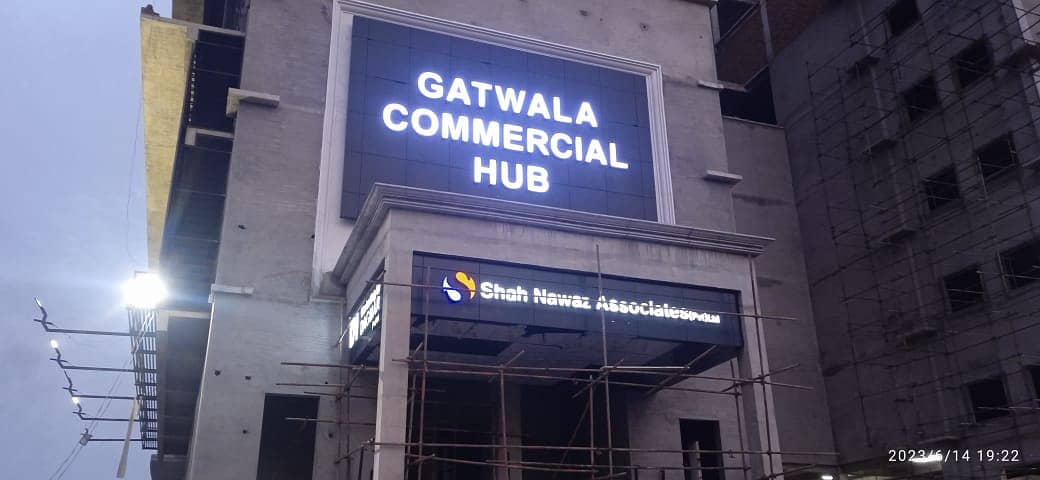 GATWALA
COMMERCIAL
HUB
Shah Nawaz Associates
2023/6/14 19:22